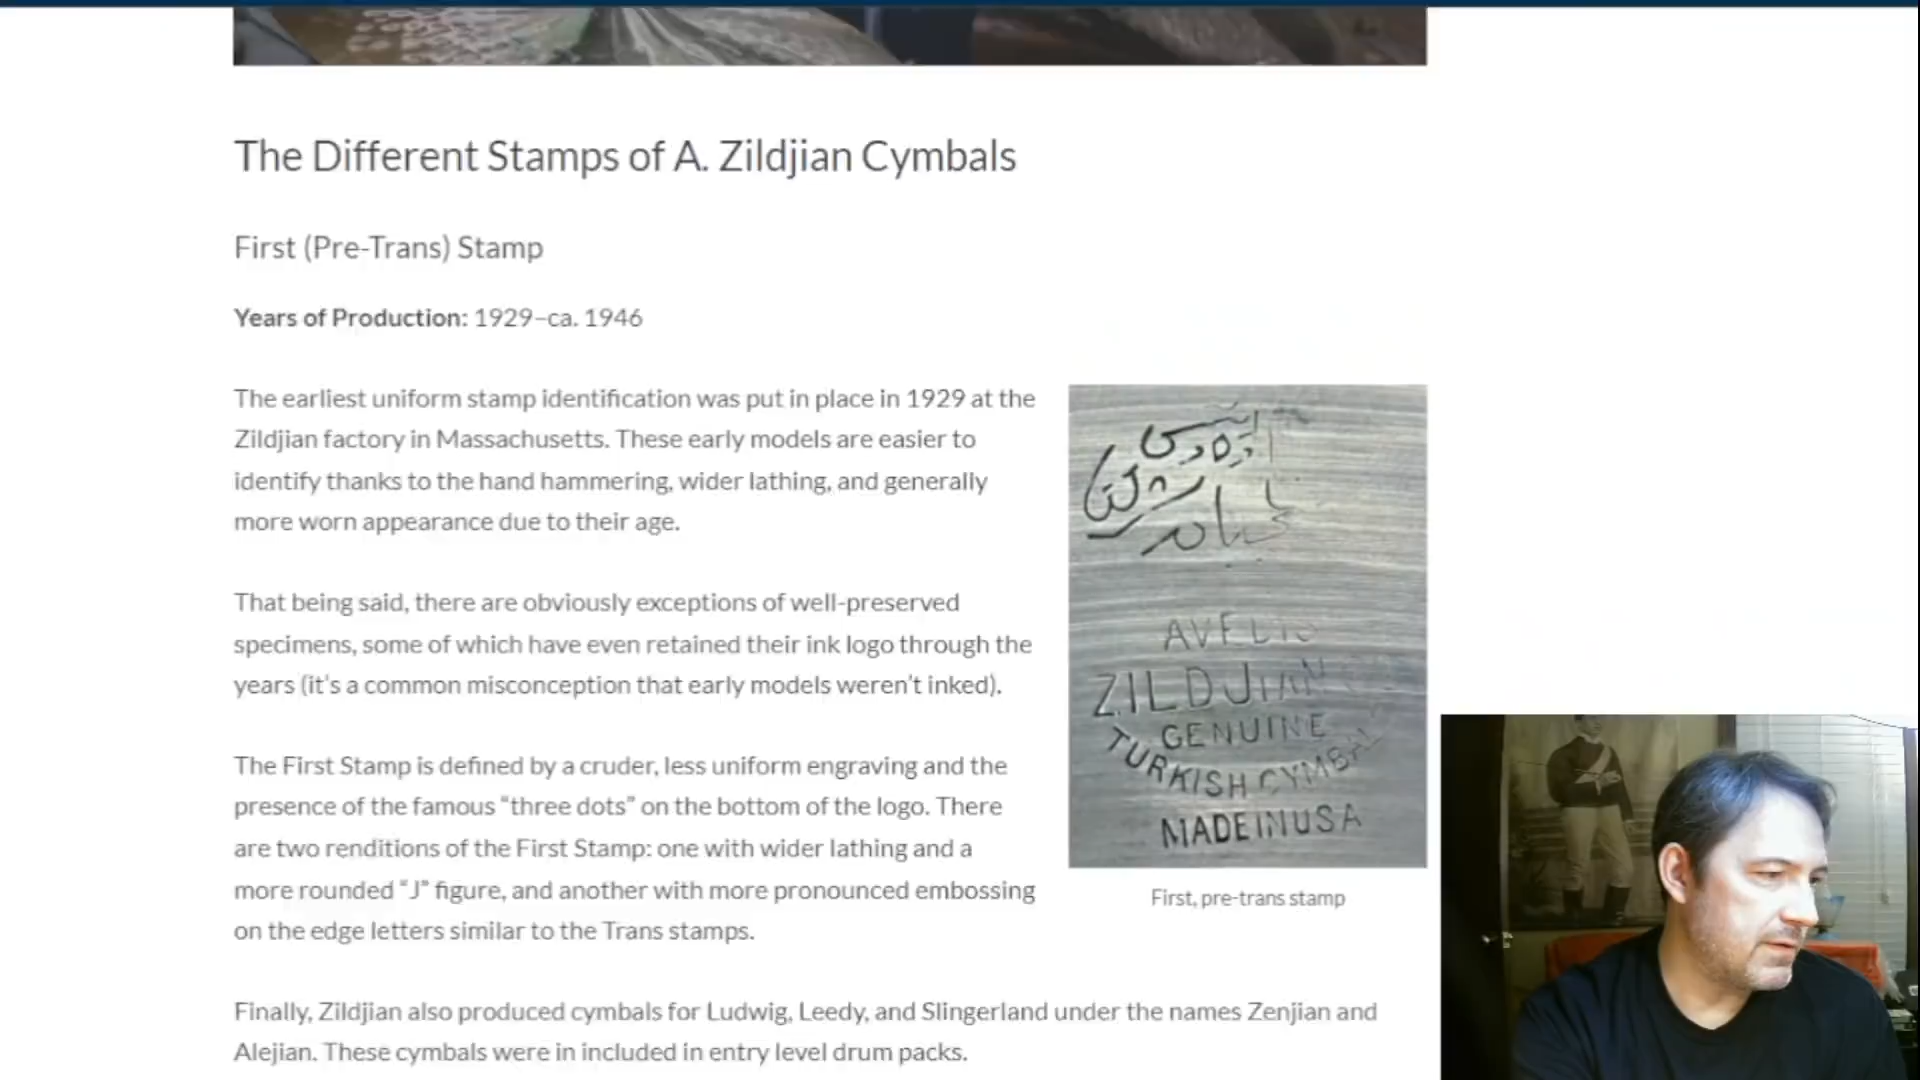 The Different Stamps of A. Zildjian Cymbals
First (Pre-Trans) Stamp
Years of Production: 1929–ca. 1946
The earliest uniform stamp identification was put in place in 1929 at the
Zildjian factory in Massachusetts. These early models are easier to
identify thanks to the hand hammering, wider lathing, and generally
more worn appearance due to their age.
That being said, there are obviously exceptions of well-preserved
specimens, some of which have even retained their ink logo through the
years (it's a common misconception that early models weren't inked).
The First Stamp is defined by a cruder, less uniform engraving and the
presence of the famous “three dots” on the bottom of the logo. There
are two renditions of the First Stamp: one with wider lathing and a
more rounded “J” figure, and another with more pronounced embossing
on the edge letters similar to the Trans stamps.
Finally, Zildjian also produced cymbals for Ludwig, Leedy, and Slingerland under the names Zenjian and
Alejian. These cymbals were in included in entry level drum packs.
ZILDJIAN
GENUINE
TURKISH CYMBAL
MADE IN USA
First, pre-trans stamp